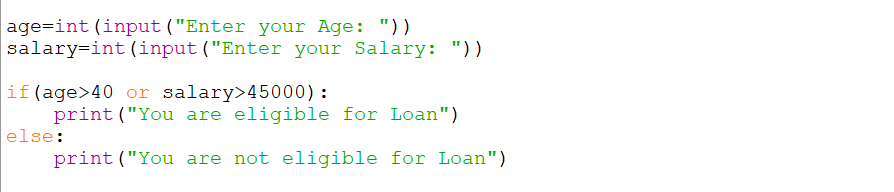 age=int(input("Enter your Age: "))
salary=int(input("Enter your Salary: "))
if(age>40 or salary>45000):
    print("You are eligible for Loan")
else:
    print("You are not eligible for Loan")